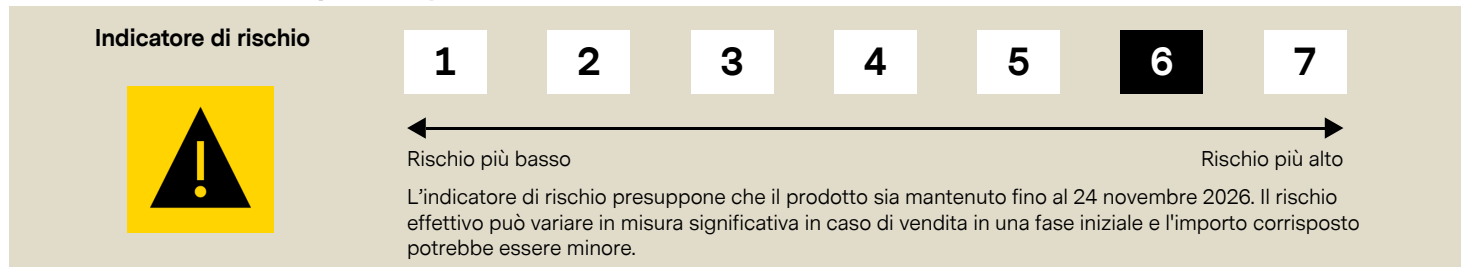 Indicatore di rischio
1 2 3 4 5 6 7
Rischio più basso Rischio più alto
L’indicatore di rischio presuppone che il prodotto sia mantenuto fino al 24 novembre 2026. Il rischio
effettivo può variare in misura significativa in caso di vendita in una fase iniziale e l'importo corrisposto
potrebbe essere minore.